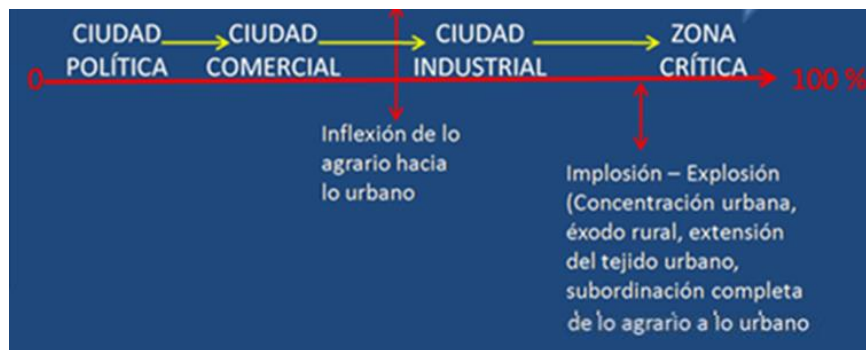 CIUDAD POLÍTICA
CIUDAD COMERCIAL
CIUDAD INDUSTRIAL
ZONA CRÍTICA
0
100 %
Inflexión de lo
agrario hacia
lo urbano
Implosión – Explosión
(Concentración urbana,
éxodo rural, extensión
del tejido urbano,
subordinación completa
de lo agrario a lo urbano